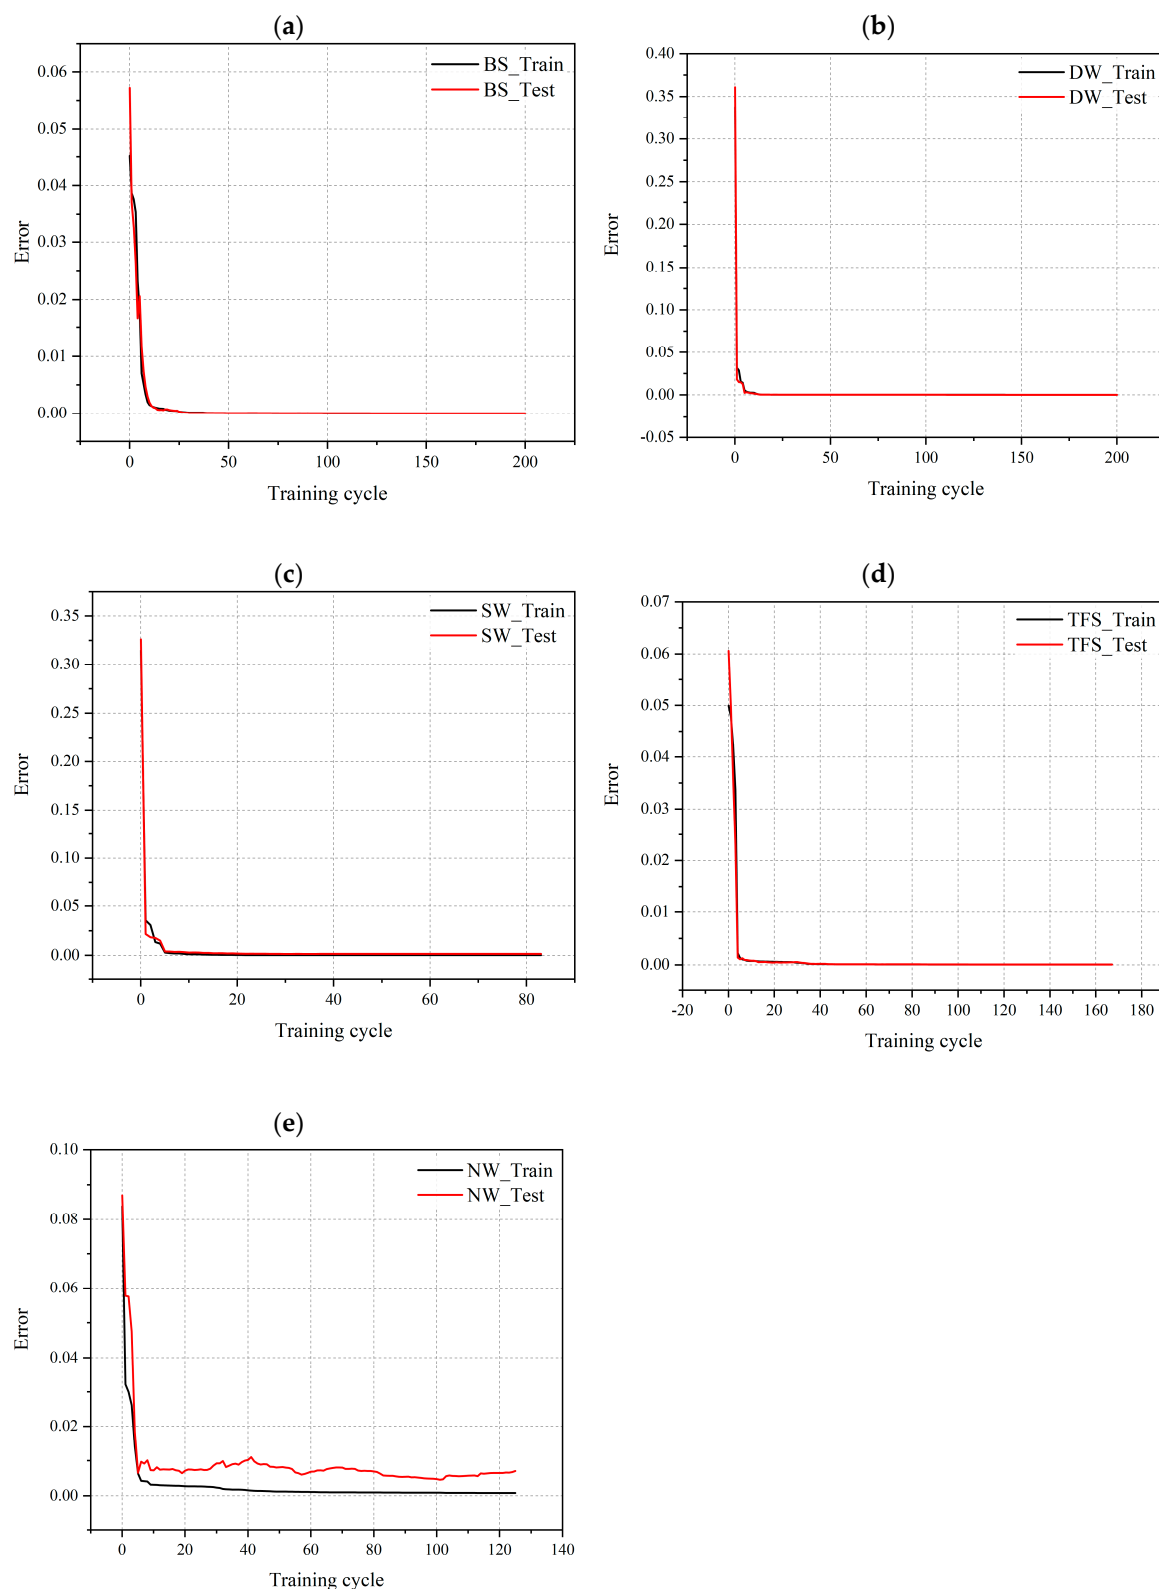 (a)
BS_Train
BS_Test
0.06
0.05
0.04
0.03
0.02
0.01
0.00
Error
0 50 100 150 200
Training cycle
(b)
DW_Train
DW_Test
0.40
0.35
0.30
0.25
0.20
0.15
0.10
0.05
0.00
-0.05
Error
0 50 100 150 200
Training cycle
(c)
SW_Train
SW_Test
0.35
0.30
0.25
0.20
0.15
0.10
0.05
0.00
Error
0 20 40 60 80
Training cycle
(d)
TFS_Train
TFS_Test
0.07
0.06
0.05
0.04
0.03
0.02
0.01
0.00
Error
-20 0 20 40 60 80 100 120 140 160 180
Training cycle
(e)
NW_Train
NW_Test
0.10
0.08
0.06
0.04
0.02
0.00
Error
0 20 40 60 80 100 120 140
Training cycle